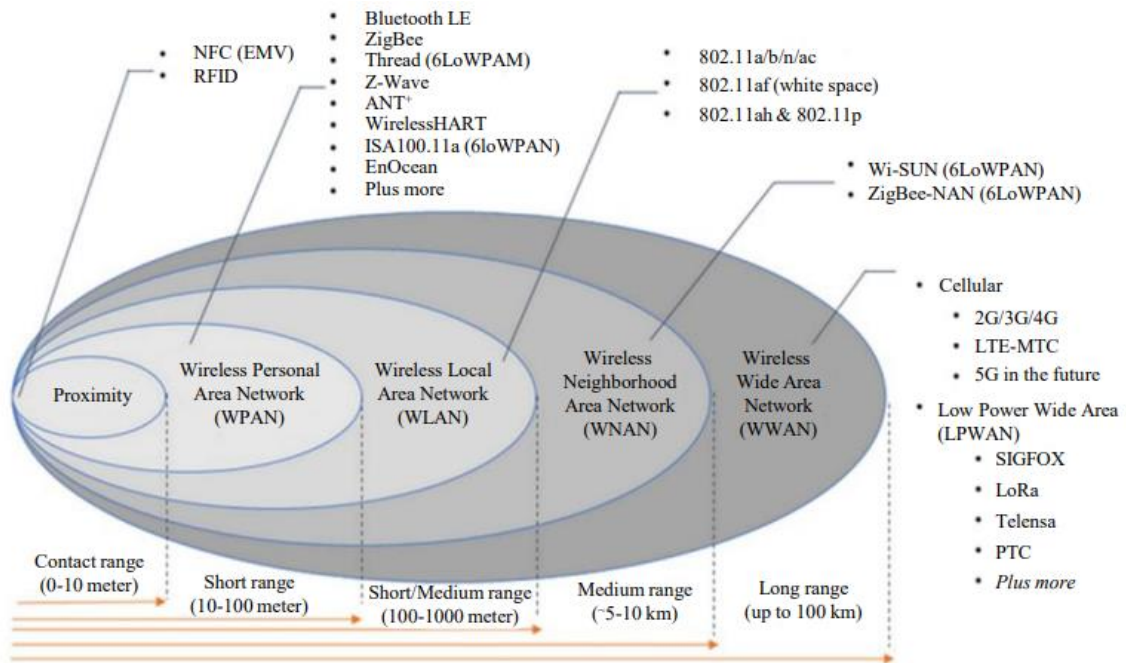 • NFC (EMV)
• RFID
• Bluetooth LE
• ZigBee
• Thread (6LoWPAM)
• Z-Wave
• ANT⁺
• WirelessHART
• ISA100.11a (6loWPAN)
• EnOcean
• Plus more
• 802.11a/b/n/ac
• 802.11af (white space)
• 802.11ah & 802.11p
• Wi-SUN (6LoWPAN)
• ZigBee-NAN (6LoWPAN)
• Cellular
• 2G/3G/4G
• LTE-MTC
• 5G in the future
• Low Power Wide Area
(LPWAN)
• SIGFOX
• LoRa
• Telensa
• PTC
• Plus more
Proximity
Wireless Personal
Area Network
(WPAN)
Wireless Local
Area Network
(WLAN)
Wireless
Neighborhood
Area Network
(WNAN)
Wireless
Wide Area
Network
(WWAN)
Contact range
(0-10 meter)
Short range
(10-100 meter)
Short/Medium range
(100-1000 meter)
Medium range
(~5-10 km)
Long range
(up to 100 km)